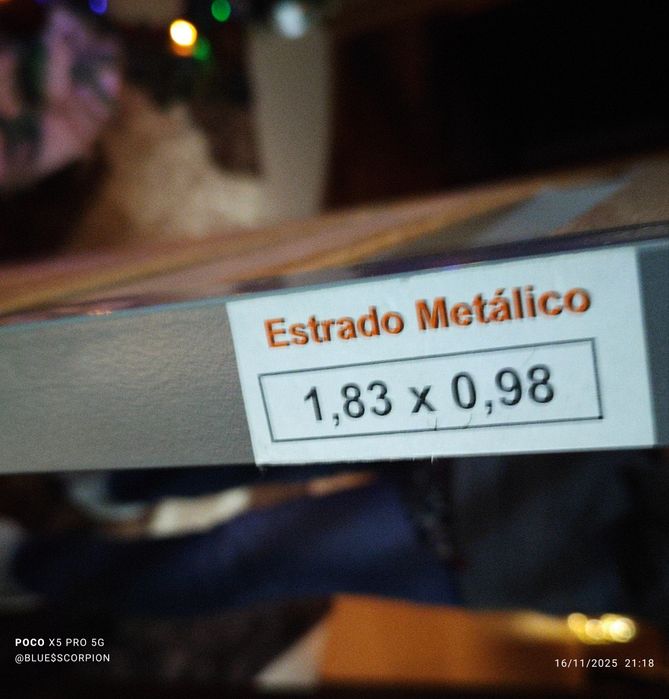 Estrado Metálico
1,83 x 0,98
POCO X5 PRO 5G
@BLUE$SCORPION
16/11/2025 21:18